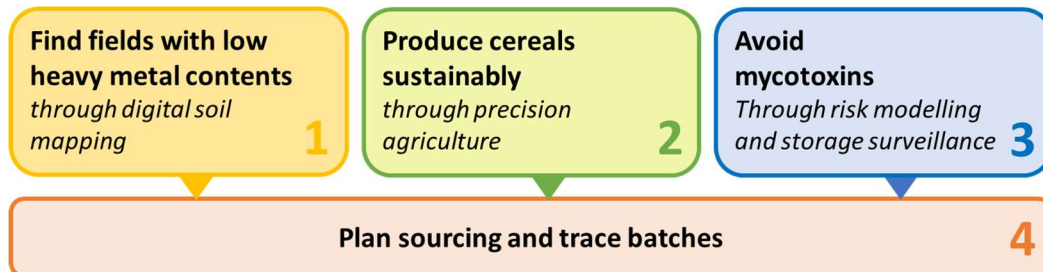 Find fields with low
heavy metal contents
through digital soil
mapping
1
Produce cereals
sustainably
through precision
agriculture
2
Avoid
mycotoxins
Through risk modelling
and storage surveillance
3
Plan sourcing and trace batches
4